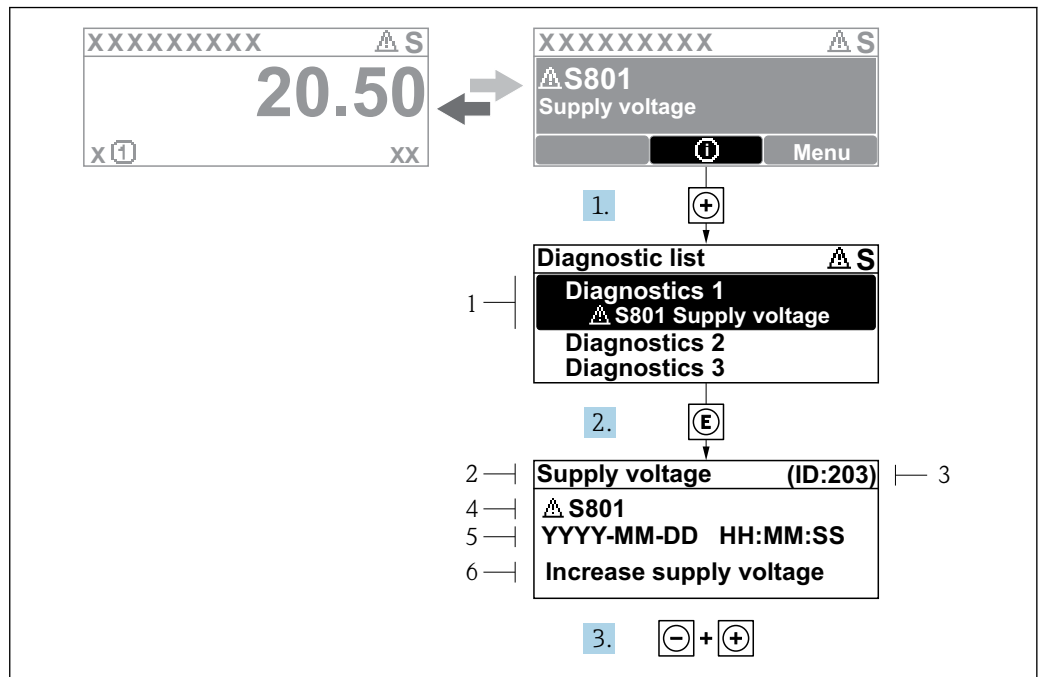 XXXXXXXXX ⚠ S
20.50
X ① XX
XXXXXXXXX ⚠ S
⚠ S801
Supply voltage
ⓘ Menu
1. +
Diagnostic list ⚠ S
1
Diagnostics 1
⚠ S801 Supply voltage
Diagnostics 2
Diagnostics 3
2. E
2 Supply voltage (ID:203) 3
4 ⚠ S801
5 YYYY-MM-DD HH:MM:SS
6 Increase supply voltage
3. - + +